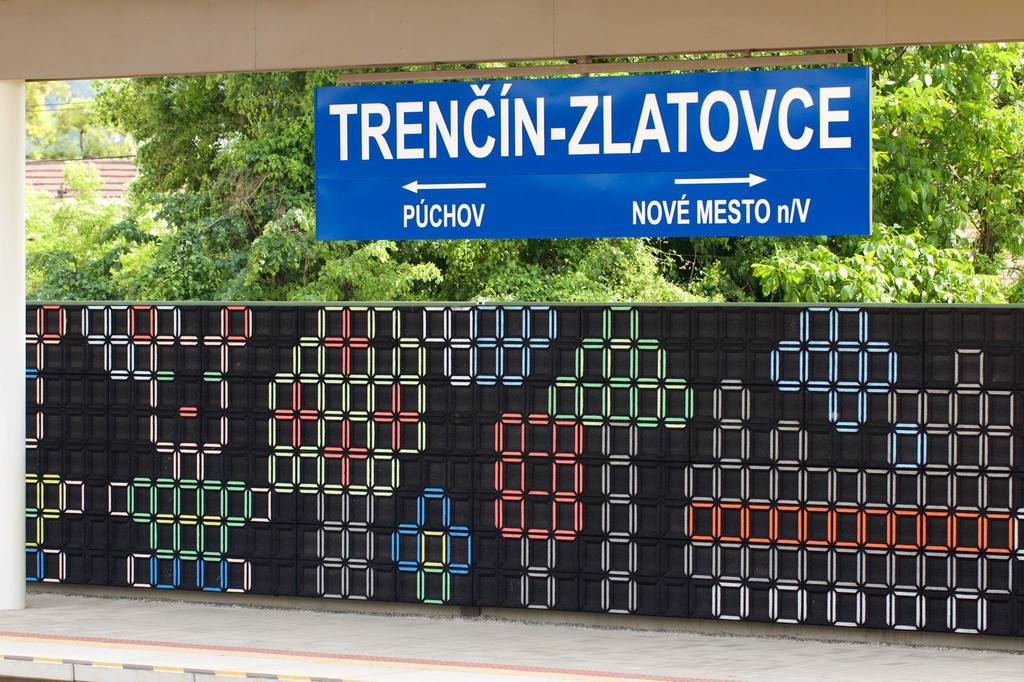 TRENČÍN-ZLATOVCE
← →
PÚCHOV NOVÉ MESTO n/V